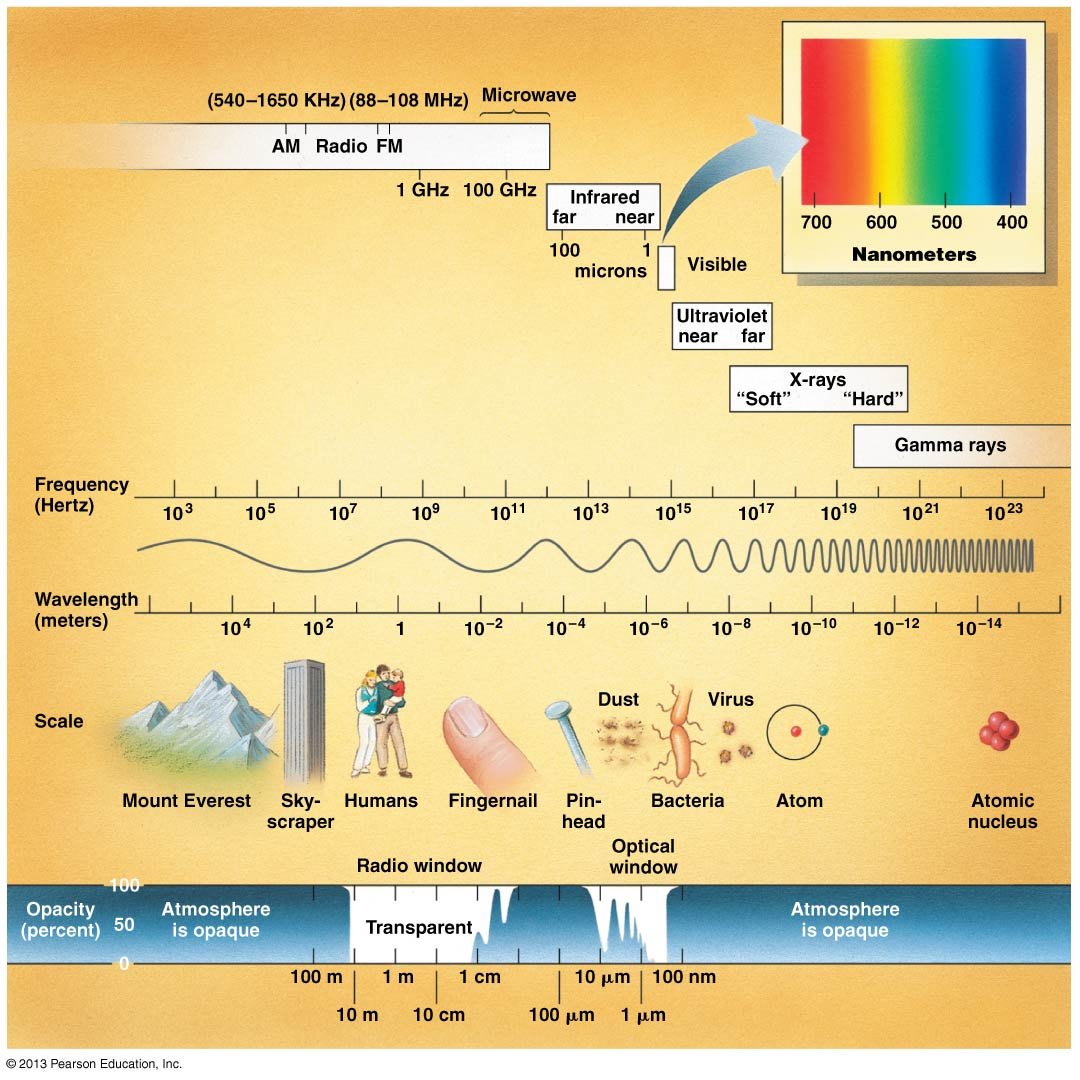 (540–1650 KHz) (88–108 MHz) Microwave
AM Radio FM
1 GHz 100 GHz
Infrared
far near
100 1
microns
Visible
700 600 500 400
Nanometers
Ultraviolet
near far
X-rays
“Soft” “Hard”
Gamma rays
Frequency
(Hertz)
10³ 10⁵ 10⁷ 10⁹ 10¹¹ 10¹³ 10¹⁵ 10¹⁷ 10¹⁹ 10²¹ 10²³
Wavelength
(meters)
10⁴ 10² 1 10⁻² 10⁻⁴ 10⁻⁶ 10⁻⁸ 10⁻¹⁰ 10⁻¹² 10⁻¹⁴
Scale
Dust Virus
Mount Everest
Sky-
scraper
Humans
Fingernail
Pin-
head
Bacteria
Atom
Atomic
nucleus
Radio window
Optical
window
Opacity
(percent)
100
50
0
Atmosphere
is opaque
Transparent
Atmosphere
is opaque
100 m 1 m 1 cm 10 μm 100 nm
10 m 10 cm 100 μm 1 μm
© 2013 Pearson Education, Inc.